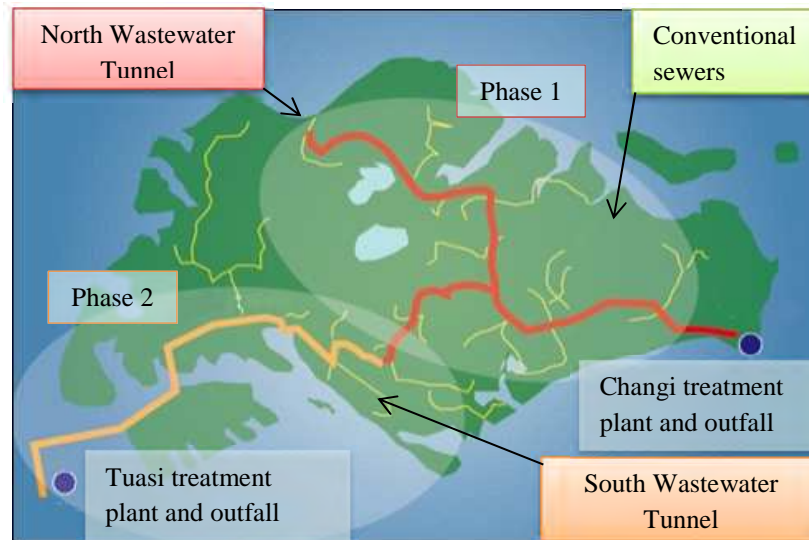 North Wastewater
Tunnel
Phase 1
Conventional
sewers
Phase 2
Changi treatment
plant and outfall
Tuasi treatment
plant and outfall
South Wastewater
Tunnel